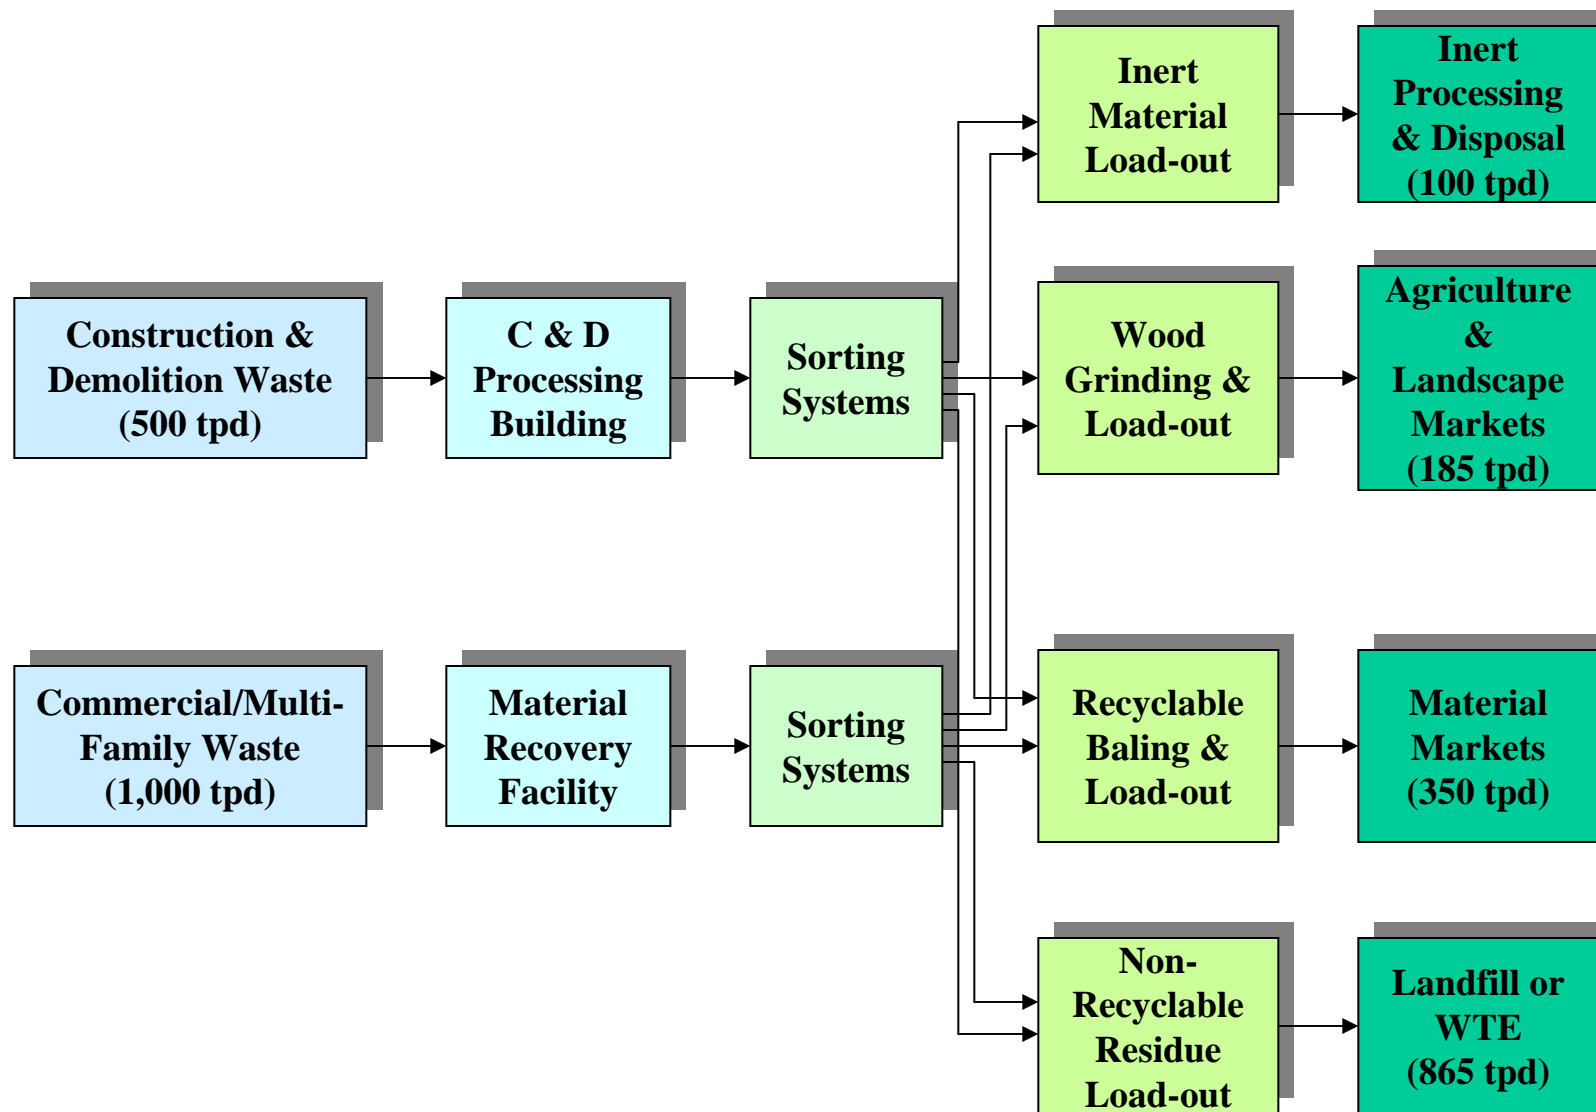 Inert
Material
Load-out
Inert
Processing
& Disposal
(100 tpd)
Construction &
Demolition Waste
(500 tpd)
C & D
Processing
Building
Sorting
Systems
Wood
Grinding &
Load-out
Agriculture
&
Landscape
Markets
(185 tpd)
Commercial/Multi-
Family Waste
(1,000 tpd)
Material
Recovery
Facility
Sorting
Systems
Recyclable
Baling &
Load-out
Material
Markets
(350 tpd)
Non-
Recyclable
Residue
Load-out
Landfill or
WTE
(865 tpd)